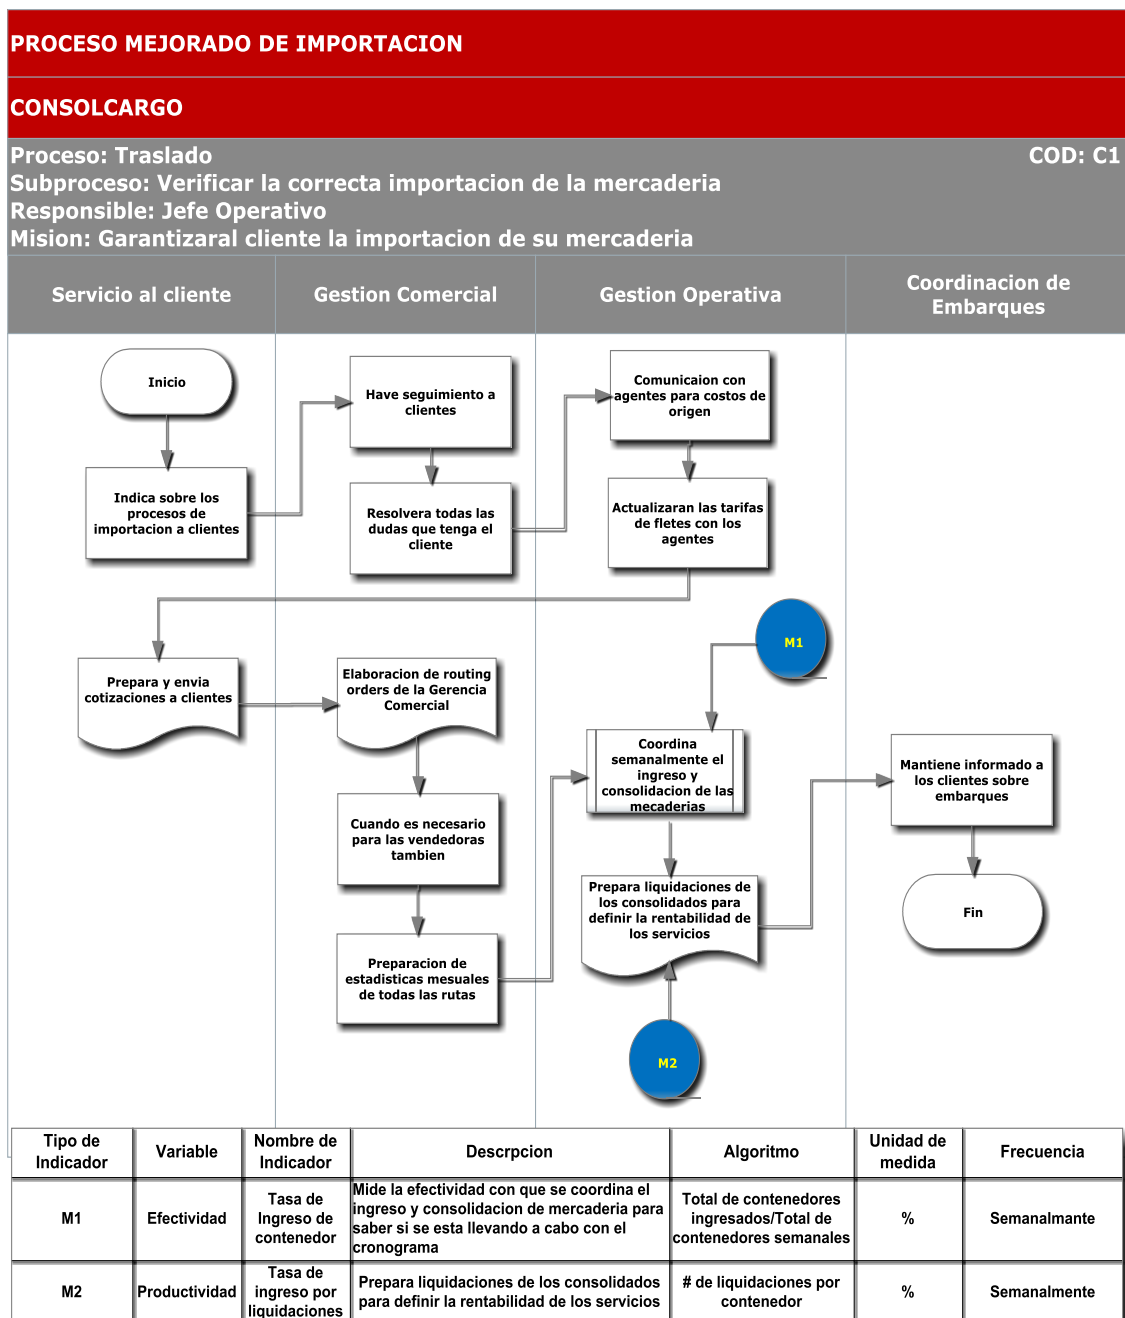 PROCESO MEJORADO DE IMPORTACION
CONSOLCARGO
Proceso: Traslado
COD: C1
Subproceso: Verificar la correcta importacion de la mercaderia
Responsible: Jefe Operativo
Mision: Garantizaral cliente la importacion de su mercaderia
Servicio al cliente
Gestion Comercial
Gestion Operativa
Coordinacion de
Embarques
Inicio
Indica sobre los
procesos de
importacion a clientes
Have seguimiento a
clientes
Resolvera todas las
dudas que tenga el
cliente
Comunicaion con
agentes para costos de
origen
Actualizaran las tarifas
de fletes con los
agentes
Prepara y envia
cotizaciones a clientes
Elaboracion de routing
orders de la Gerencia
Comercial
Cuando es necesario
para las vendedoras
tambien
Preparacion de
estadisticas mesuales
de todas las rutas
M1
Coordina
semanalmente el
ingreso y
consolidacion de las
mecaderias
Prepara liquidaciones de
los consolidados para
definir la rentabilidad de
los servicios
M2
Mantiene informado a
los clientes sobre
embarques
Fin
Tipo de
Indicador
Variable
Nombre de
Indicador
Descrpcion
Algoritmo
Unidad de
medida
Frecuencia
M1
Efectividad
Tasa de
Ingreso de
contenedor
Mide la efectividad con que se coordina el
ingreso y consolidacion de mercaderia para
saber si se esta llevando a cabo con el
cronograma
Total de contenedores
ingresados/Total de
contenedores semanales
%
Semanalmante
M2
Productividad
Tasa de
ingreso por
liquidaciones
Prepara liquidaciones de los consolidados
para definir la rentabilidad de los servicios
# de liquidaciones por
contenedor
%
Semanalmente